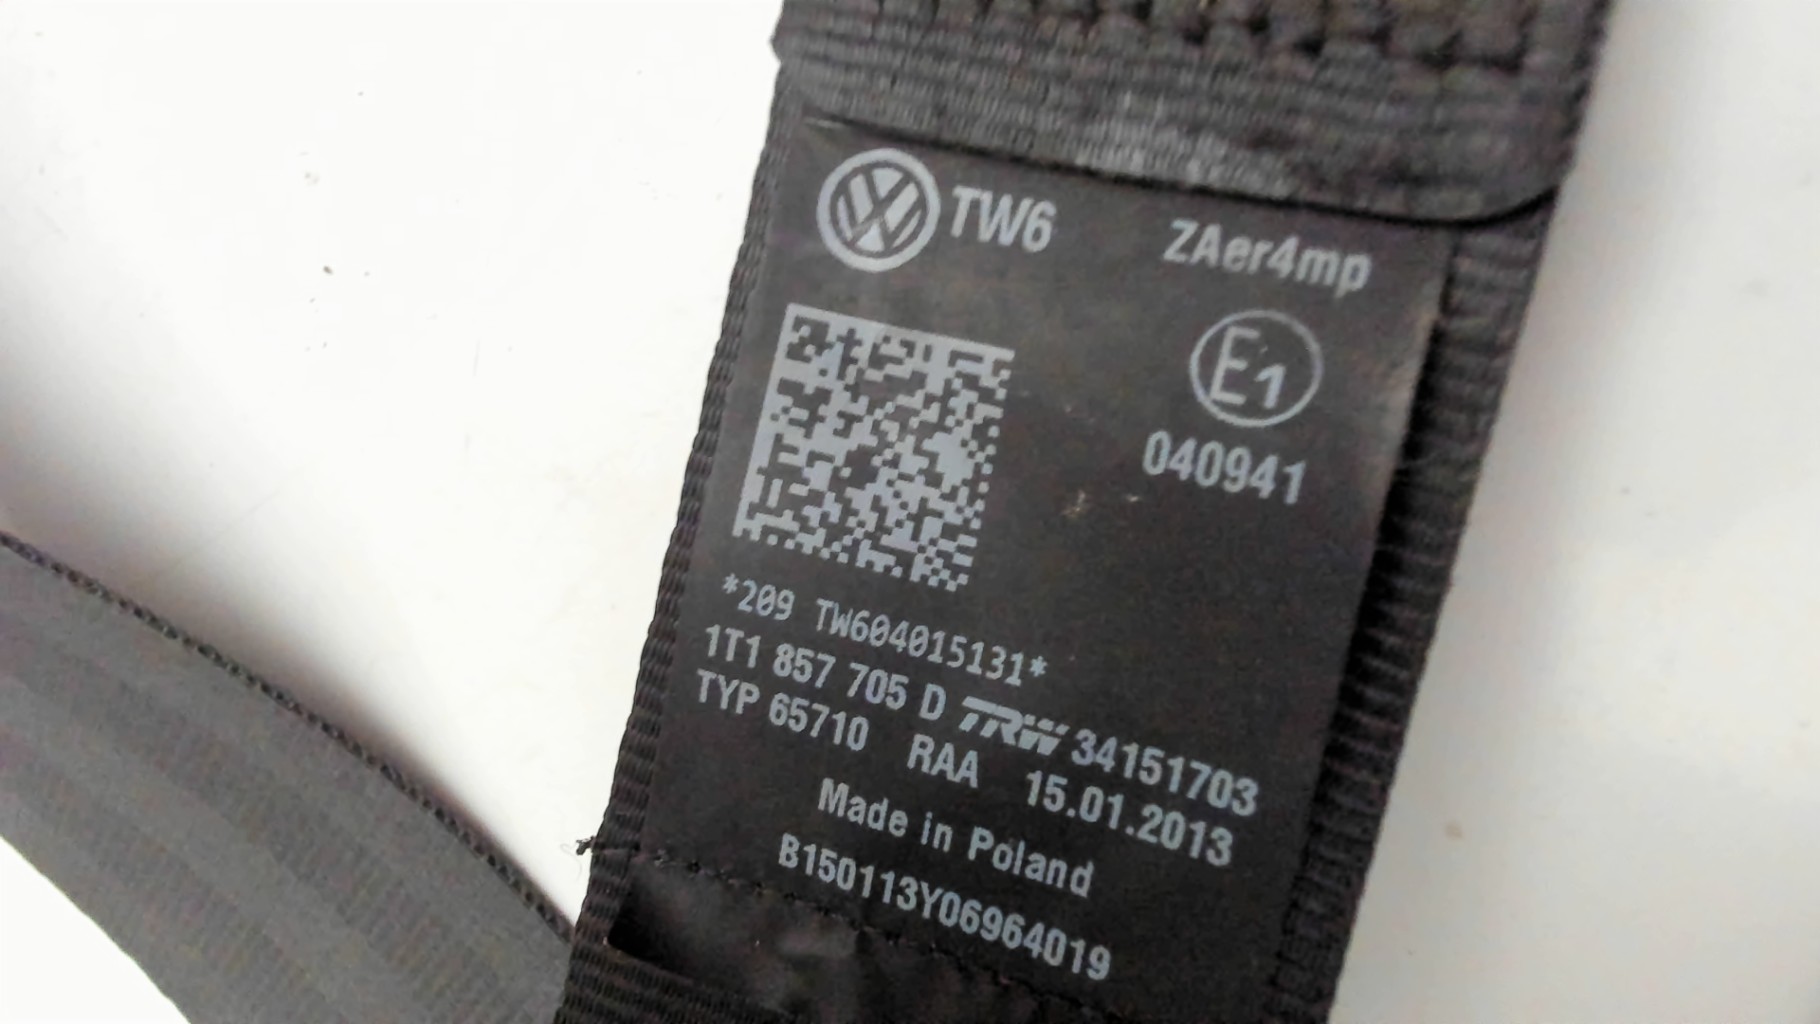 TW6 ZAer4mp
E1
040941
*209 TW604015131*
1T1 857 705 D TRW 34151703
TYP 65710 RAA 15.01.2013
Made in Poland
B150113Y06964019